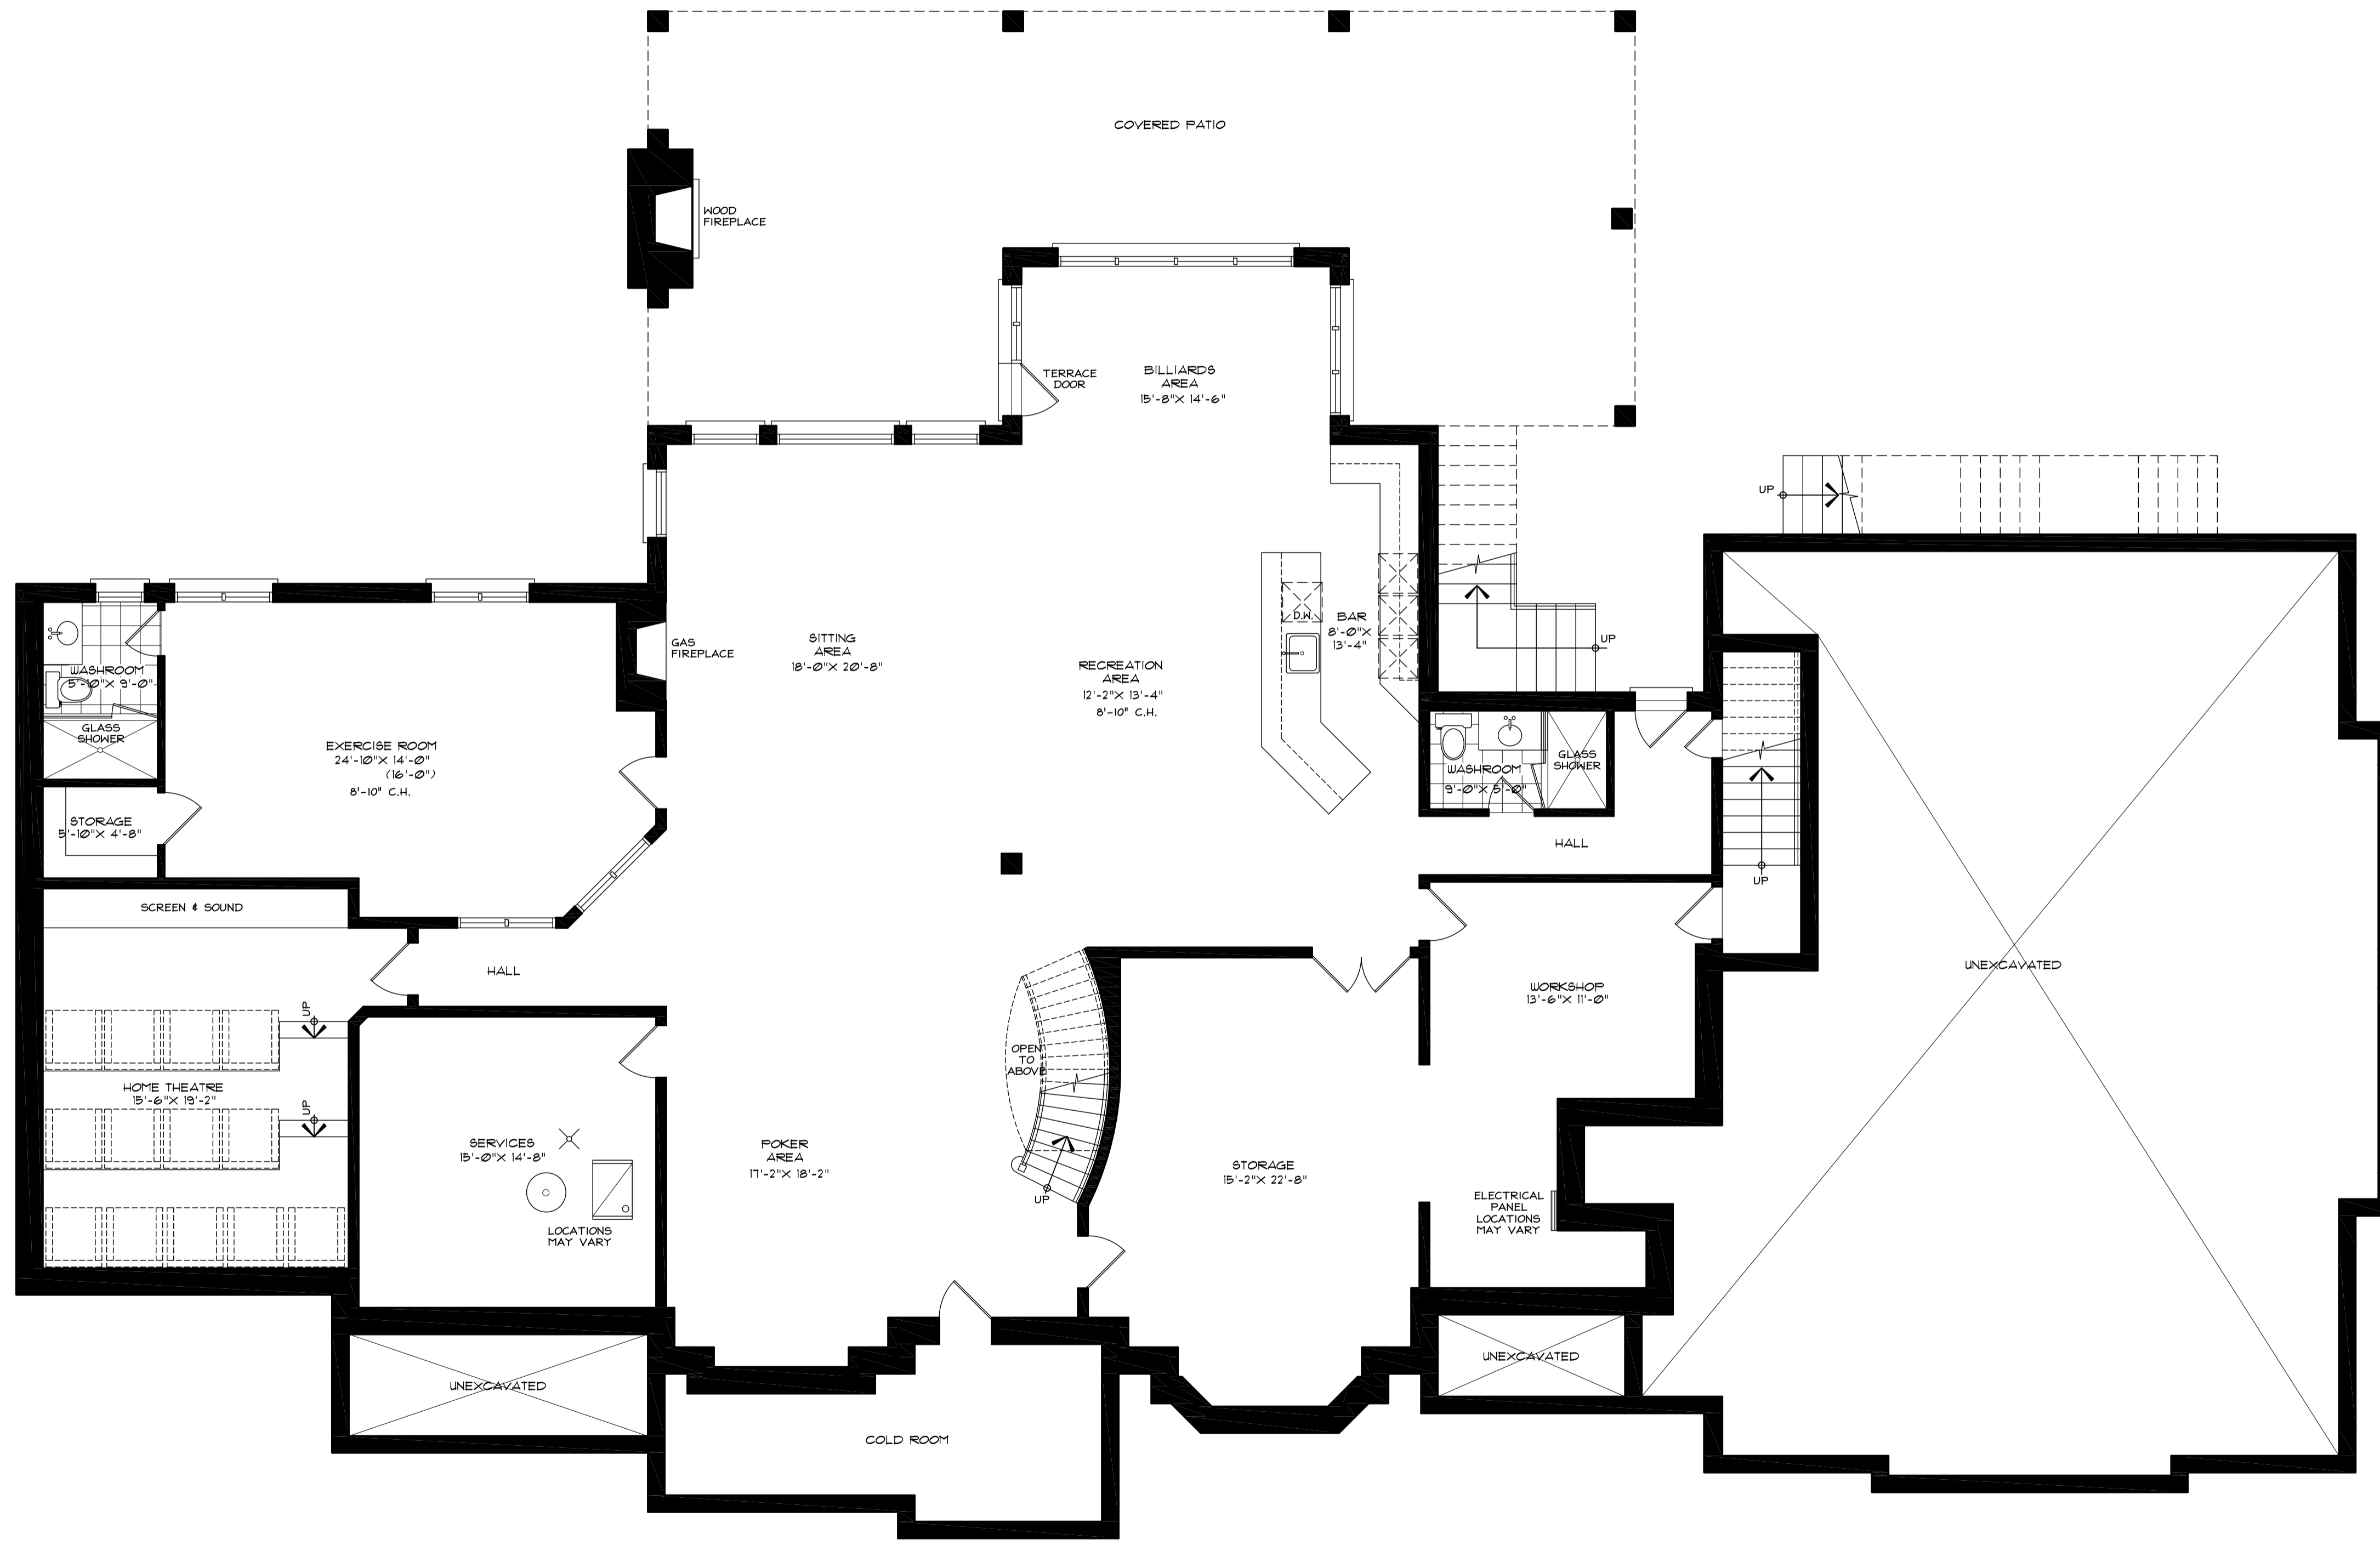 COVERED PATIO
WOOD
FIREPLACE
TERRACE
DOOR
BILLIARDS
AREA
15'-8"X 14'-6"
UP
GAS
FIREPLACE
SITTING
AREA
18'-0"X 20'-8"
RECREATION
AREA
12'-2"X 13'-4"
8'-10" C.H.
D.W.
BAR
8'-0"X
13'-4"
UP
WASHROOM
5'-10"X 9'-0"
GLASS
SHOWER
EXERCISE ROOM
24'-10"X 14'-0"
(16'-0")
8'-10" C.H.
STORAGE
5'-10"X 4'-8"
WASHROOM
9'-0"X 5'-0"
GLASS
SHOWER
HALL
UP
SCREEN & SOUND
HALL
UP
HOME THEATRE
15'-6"X 19'-2"
UP
SERVICES
15'-0"X 14'-8"
LOCATIONS
MAY VARY
POKER
AREA
17'-2"X 18'-2"
OPEN
TO
ABOVE
UP
STORAGE
15'-2"X 22'-8"
WORKSHOP
13'-6"X 11'-0"
ELECTRICAL
PANEL
LOCATIONS
MAY VARY
UNEXCAVATED
UNEXCAVATED
UNEXCAVATED
COLD ROOM